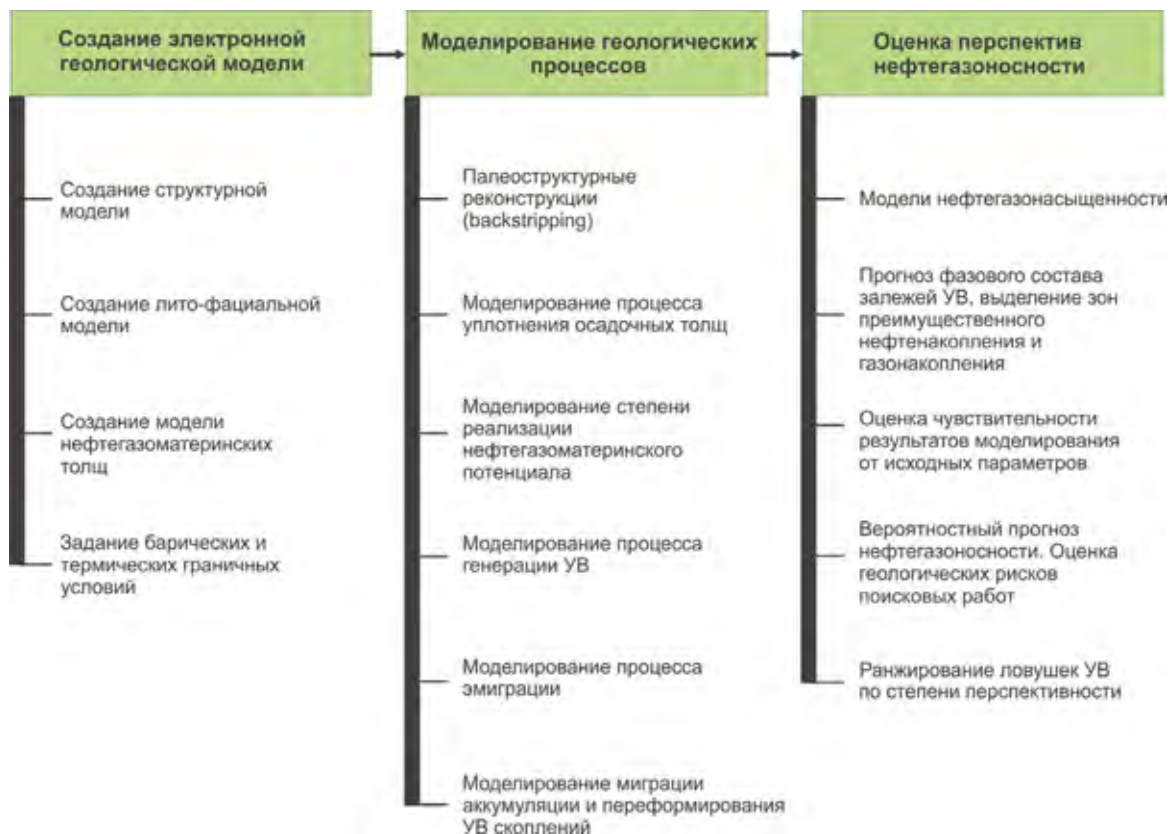 Создание электронной
геологической модели
Создание структурной
модели
Создание лито-фациальной
модели
Создание модели
нефтегазоматеринских
толщ
Задание барических и
термических граничных
условий
Моделирование геологических
процессов
Палеоструктурные
реконструкции
(backstripping)
Моделирование процесса
уплотнения осадочных толщ
Моделирование степени
реализации
нефтегазоматеринского
потенциала
Моделирование процесса
генерации УВ
Моделирование процесса
эмиграции
Моделирование миграции
аккумуляции и переформирования
УВ скоплений
Оценка перспектив
нефтегазоносности
Модели нефтегазонасыщенности
Прогноз фазового состава
залежей УВ, выделение зон
преимущественного
нефтенакопления и
газонакопления
Оценка чувствительности
результатов моделирования
от исходных параметров
Вероятностный прогноз
нефтегазоносности. Оценка
геологических рисков
поисковых работ
Ранжирование ловушек УВ
по степени перспективности